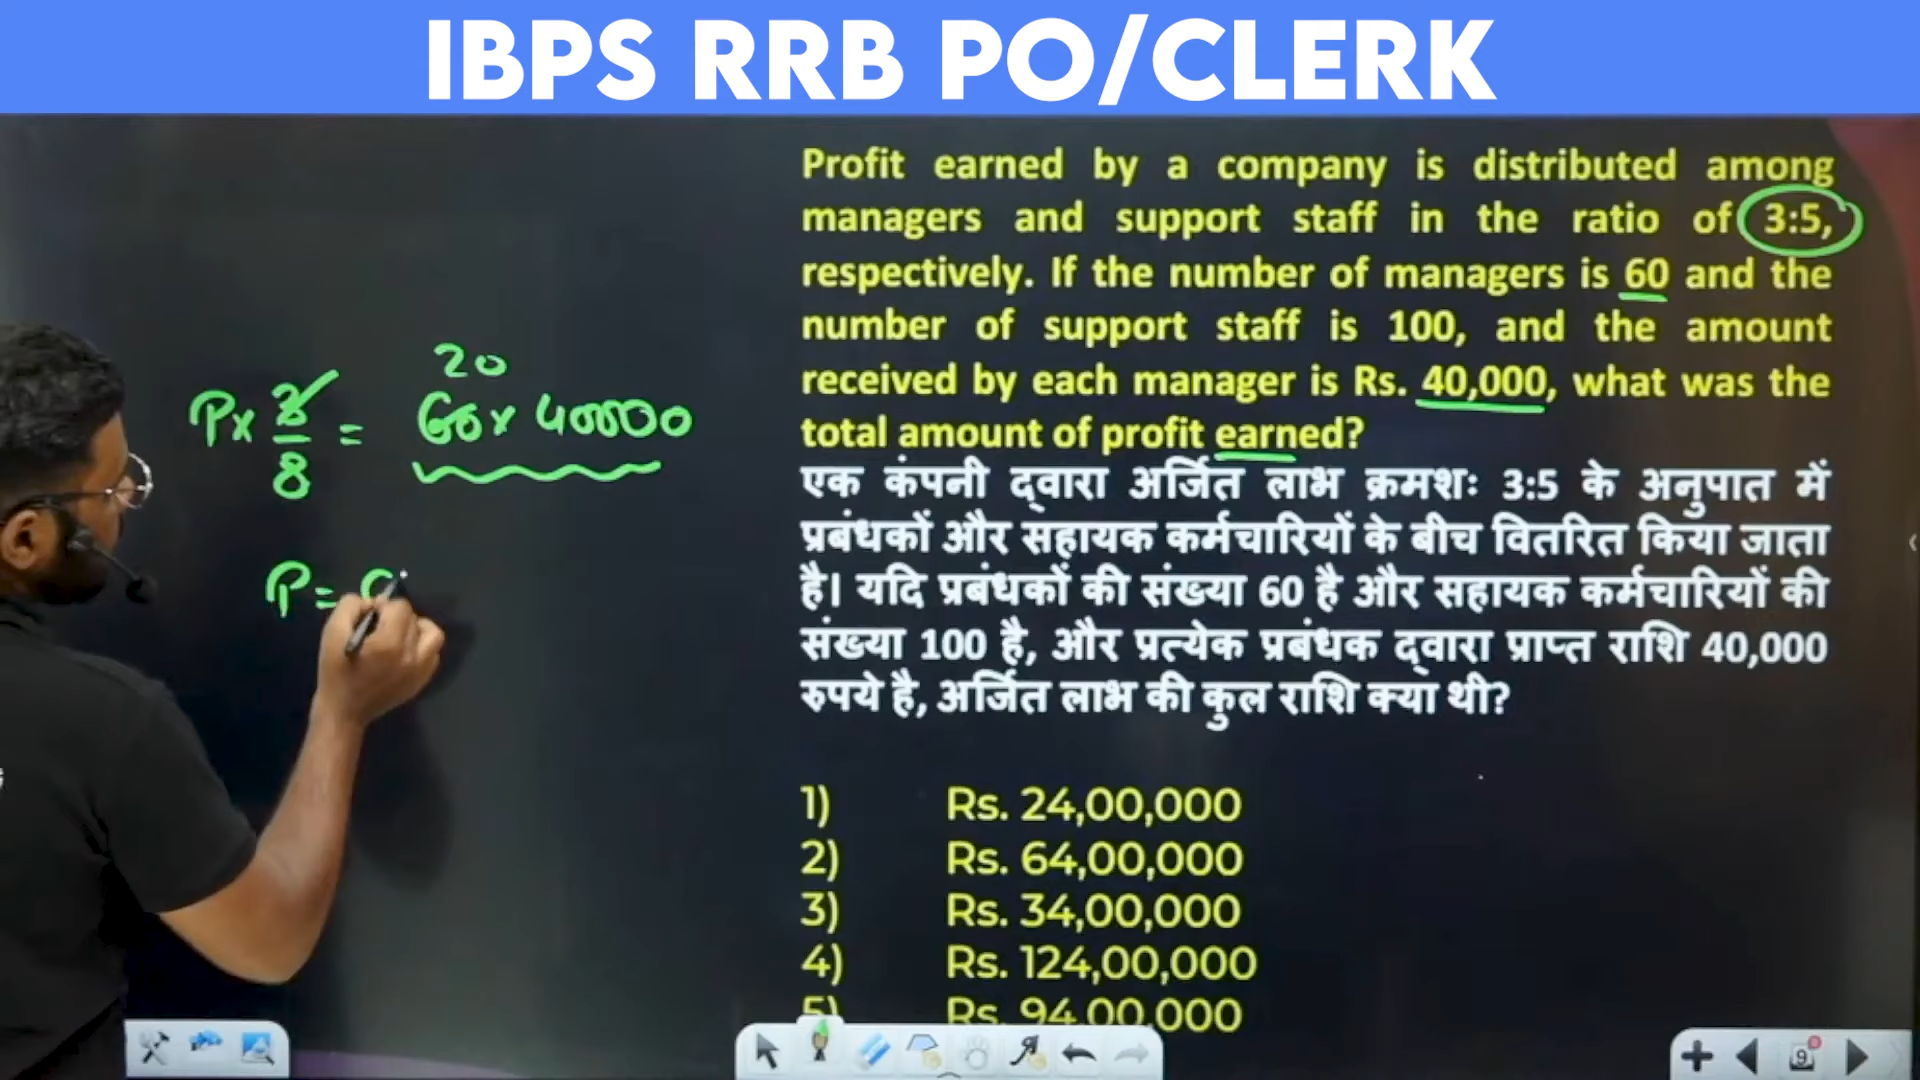 IBPS RRB PO/CLERK
Profit earned by a company is distributed among
managers and support staff in the ratio of 3:5,
respectively. If the number of managers is 60 and the
number of support staff is 100, and the amount
received by each manager is Rs. 40,000, what was the
total amount of profit earned?
एक कंपनी द्वारा अर्जित लाभ क्रमशः 3:5 के अनुपात में
प्रबंधकों और सहायक कर्मचारियों के बीच वितरित किया जाता
है। यदि प्रबंधकों की संख्या 60 है और सहायक कर्मचारियों की
संख्या 100 है, और प्रत्येक प्रबंधक द्वारा प्राप्त राशि 40,000
रुपये है, अर्जित लाभ की कुल राशि क्या थी?
1) Rs. 24,00,000
2) Rs. 64,00,000
3) Rs. 34,00,000
4) Rs. 124,00,000
5) Rs. 94,00,000
20
P x 3/8 = 60 x 40000
P =
9